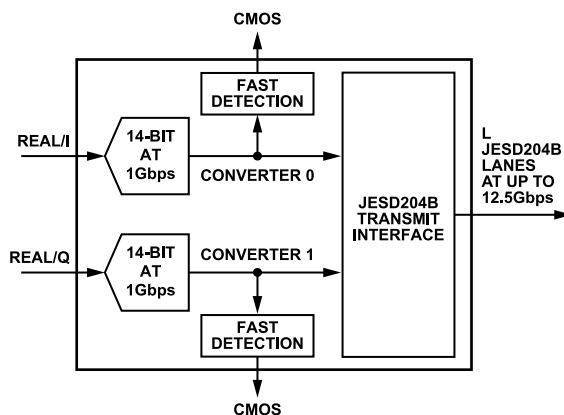 CMOS
FAST
DETECTION
REAL/I
14-BIT
AT
1Gbps
CONVERTER 0
JESD204B
TRANSMIT
INTERFACE
L
JESD204B
LANES
AT UP TO
12.5Gbps
REAL/Q
14-BIT
AT
1Gbps
CONVERTER 1
FAST
DETECTION
CMOS